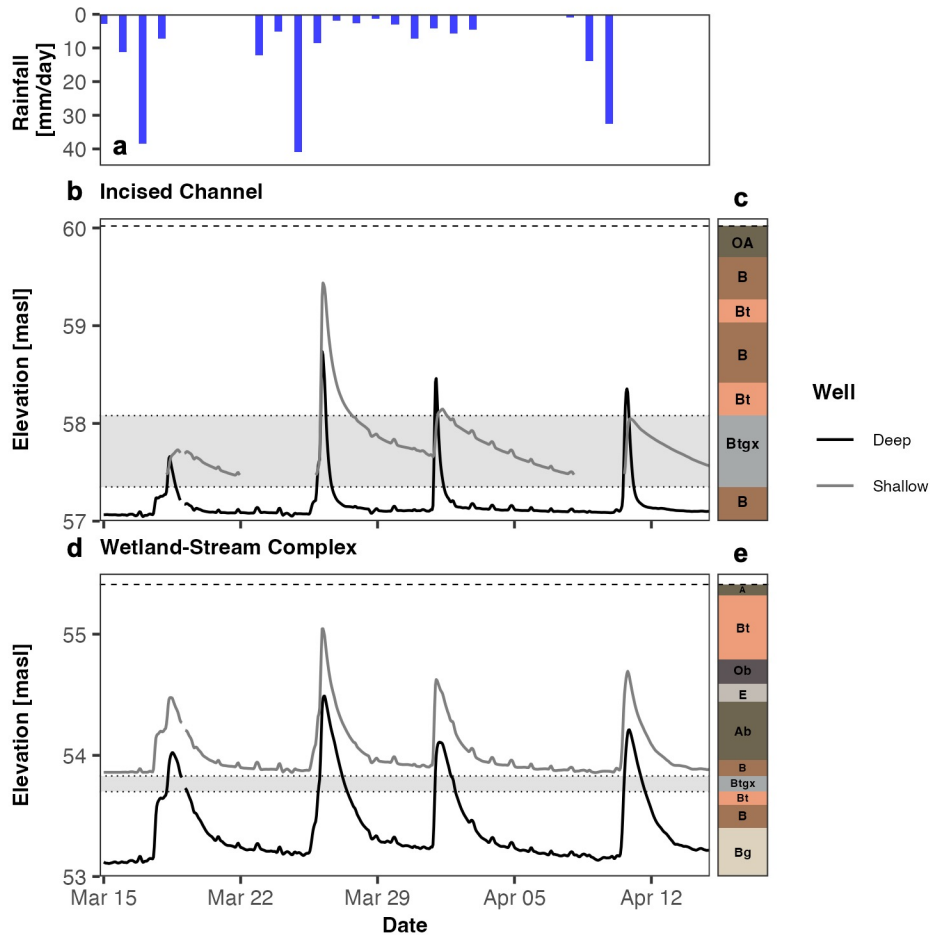 0
10
20
30
40
Rainfall
[mm/day]
a
b Incised Channel
c
60
59
58
57
Elevation [masl]
OA
B
Bt
B
Bt
Btgx
B
Well
Deep
Shallow
d Wetland-Stream Complex
e
55
54
53
Elevation [masl]
A
Bt
Ob
E
Ab
B
Btgx
Bt
B
Bg
Mar 15 Mar 22 Mar 29 Apr 05 Apr 12
Date